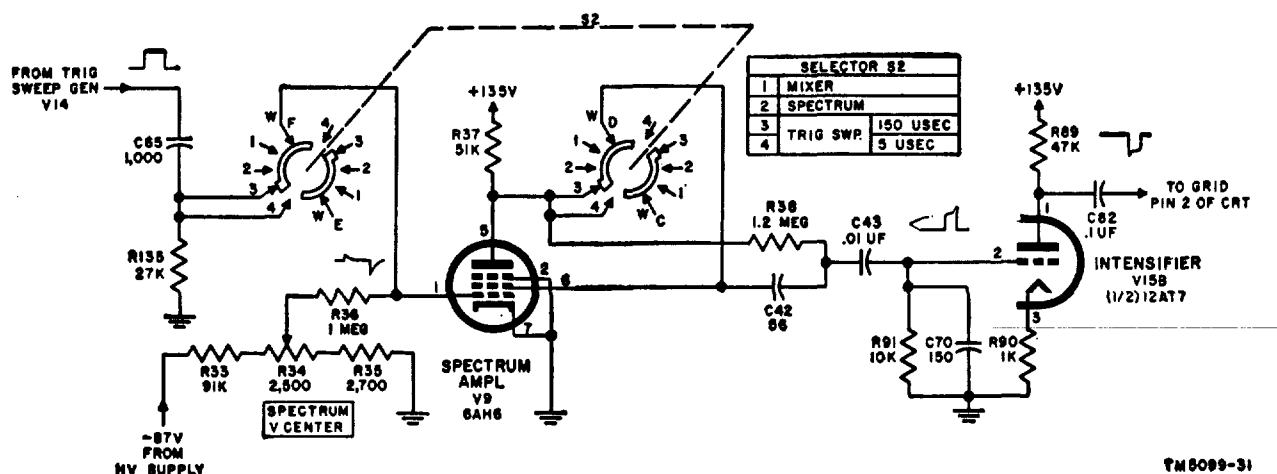 S2
FROM TRIG
SWEEP GEN
V14
C65
1,000
R135
27K
W
F
1
2
3
4
4
3
2
1
W
E
+135V
R37
51K
W
D
1
2
3
4
4
3
2
1
W
C
SELECTOR S2
1 MIXER
2 SPECTRUM
3 TRIG SWP. 150 USEC
4 5 USEC
+135V
R89
47K
1
C62
.1UF
TO GRID
PIN 2 OF CRT
R38
1.2 MEG
C43
.01 UF
C42
56
2
3
INTENSIFIER
V15B
(1/2) 12AT7
R91
10K
C70
150
R90
1K
R36
1 MEG
1
5
2
6
7
SPECTRUM
AMPL
V9
6AH6
R33
91K
R34
2,500
R35
2,700
SPECTRUM
V CENTER
-87V
FROM
HV SUPPLY
TM5099-31